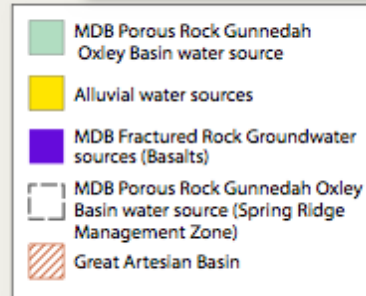 MDB Porous Rock Gunnedah
Oxley Basin water source
Alluvial water sources
MDB Fractured Rock Groundwater
sources (Basalts)
MDB Porous Rock Gunnedah Oxley
Basin water source (Spring Ridge
Management Zone)
Great Artesian Basin